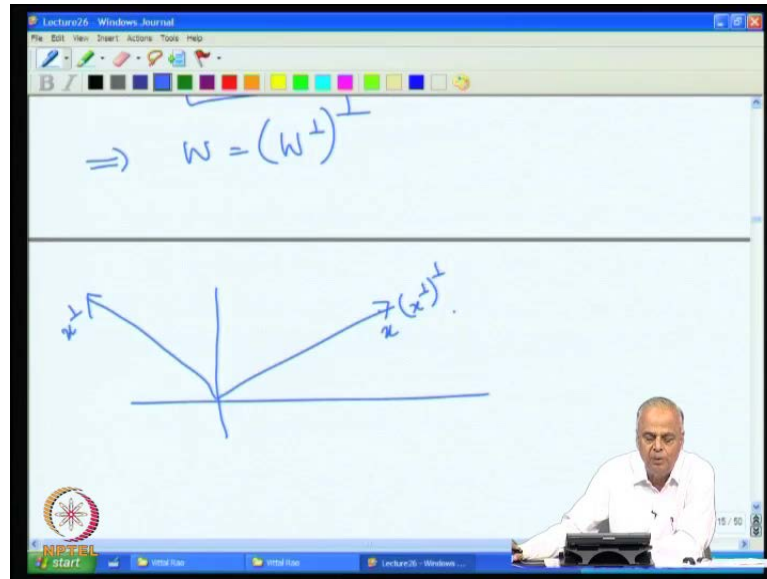 Lecture26 - Windows Journal
File Edit View Insert Actions Tools Help
B I
⟹ W = (W^⊥)^⊥
x^⊥
x (x^⊥)^⊥.
15 / 50
NPTEL
start Vittal Rao Vittal Rao Lecture26 - Windows ...